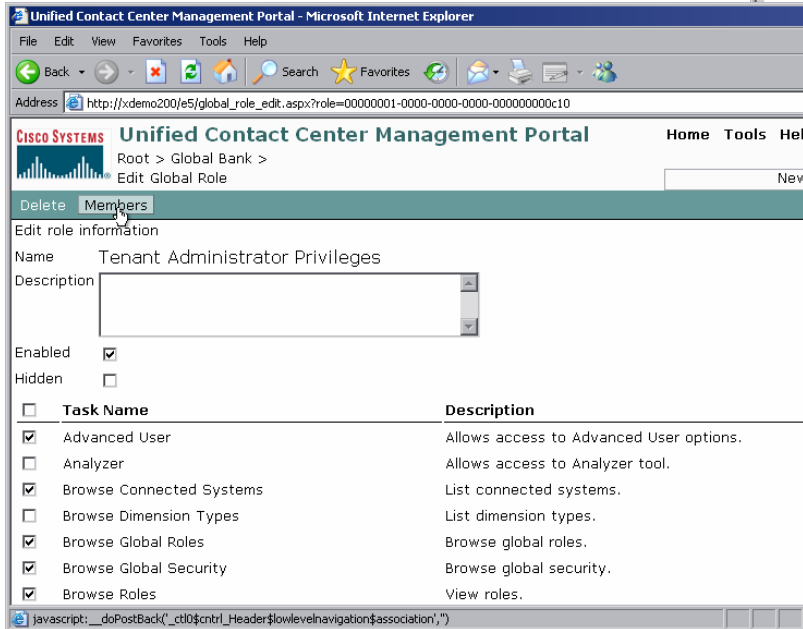 Unified Contact Center Management Portal - Microsoft Internet Explorer
File Edit View Favorites Tools Help
Back Search Favorites
Address http://xdemo200/e5/global_role_edit.aspx?role=00000001-0000-0000-0000-000000000c10
CISCO SYSTEMS Unified Contact Center Management Portal Home Tools Hel
Root > Global Bank >
Edit Global Role
New
Delete Members
Edit role information
Name Tenant Administrator Privileges
Description
Enabled
Hidden
Task Name Description
Advanced User Allows access to Advanced User options.
Analyzer Allows access to Analyzer tool.
Browse Connected Systems List connected systems.
Browse Dimension Types List dimension types.
Browse Global Roles Browse global roles.
Browse Global Security Browse global security.
Browse Roles View roles.
javascript:__doPostBack('_ctl0$cntrl_Header$lowlevelnavigation$association','')